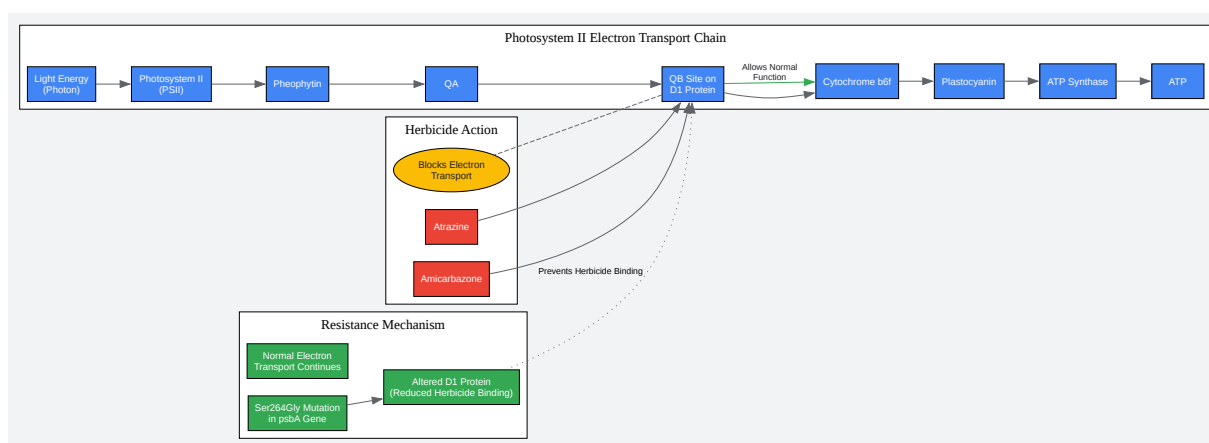 Photosystem II Electron Transport Chain
Light Energy
(Photon)
Photosystem II
(PSII)
Pheophytin
QA
QB Site on
D1 Protein
Allows Normal
Function
Cytochrome b6f
Plastocyanin
ATP Synthase
ATP
Herbicide Action
Blocks Electron
Transport
Atrazine
Amicarbazone
Prevents Herbicide Binding
Resistance Mechanism
Normal Electron
Transport Continues
Altered D1 Protein
(Reduced Herbicide Binding)
Ser264Gly Mutation
in psbA Gene